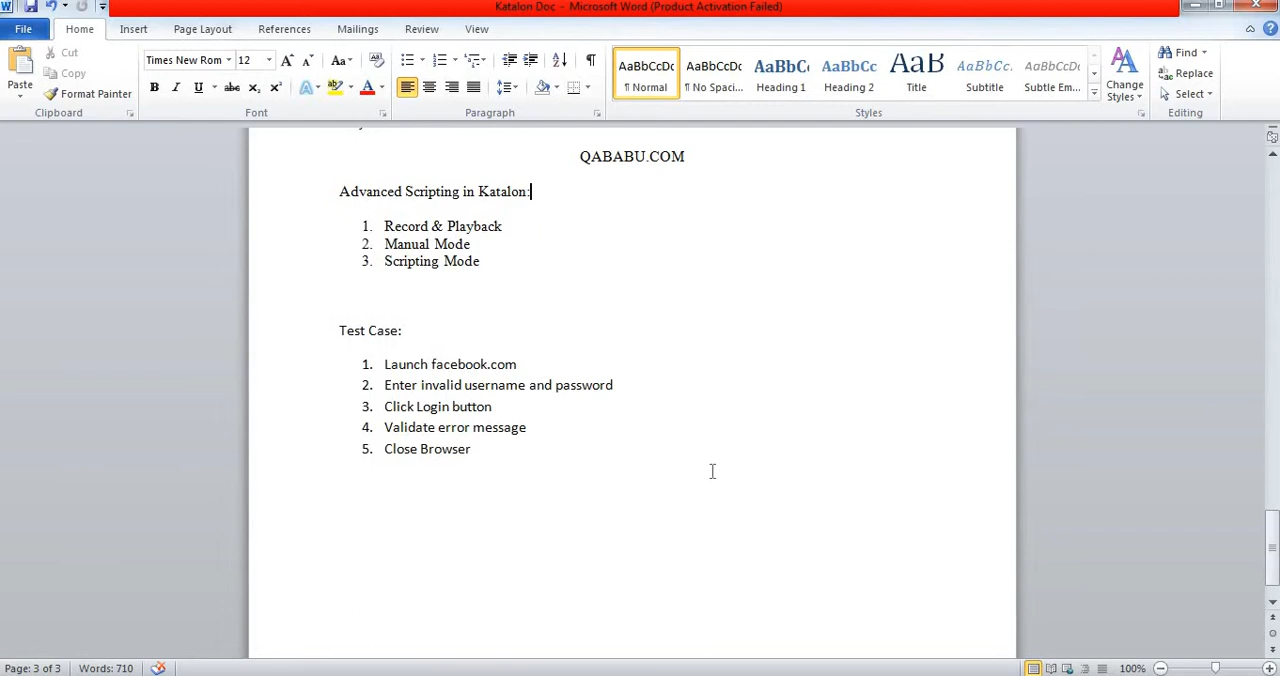 Katalon Doc - Microsoft Word (Product Activation Failed)
File Home Insert Page Layout References Mailings Review View
Paste
Cut
Copy
Format Painter
Clipboard
Times New Rom 12
Font
Paragraph
AaBbCcDc AaBbCcDc AaBbCc AaBbCc AaB AaBbCc. AaBbCcDc
¶ Normal ¶ No Spaci... Heading 1 Heading 2 Title Subtitle Subtle Em...
Change Styles
Styles
Find
Replace
Select
Editing
QABABU.COM
Advanced Scripting in Katalon:
1. Record & Playback
2. Manual Mode
3. Scripting Mode
Test Case:
1. Launch facebook.com
2. Enter invalid username and password
3. Click Login button
4. Validate error message
5. Close Browser
Page: 3 of 3 Words: 710 100%